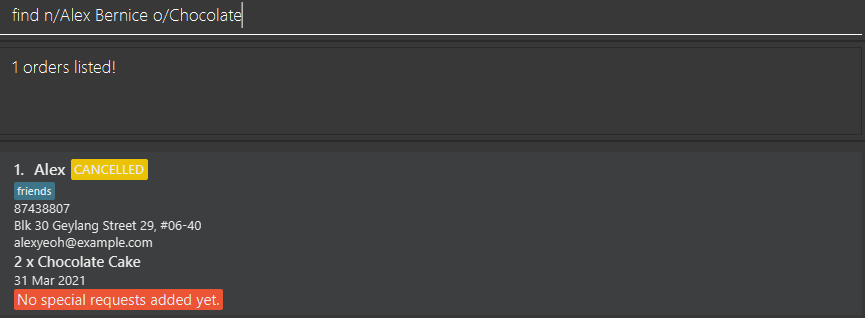 find n/Alex Bernice o/Chocolate
1 orders listed!
1. Alex CANCELLED
friends
87438807
Blk 30 Geylang Street 29, #06-40
alexyeoh@example.com
2 x Chocolate Cake
31 Mar 2021
No special requests added yet.